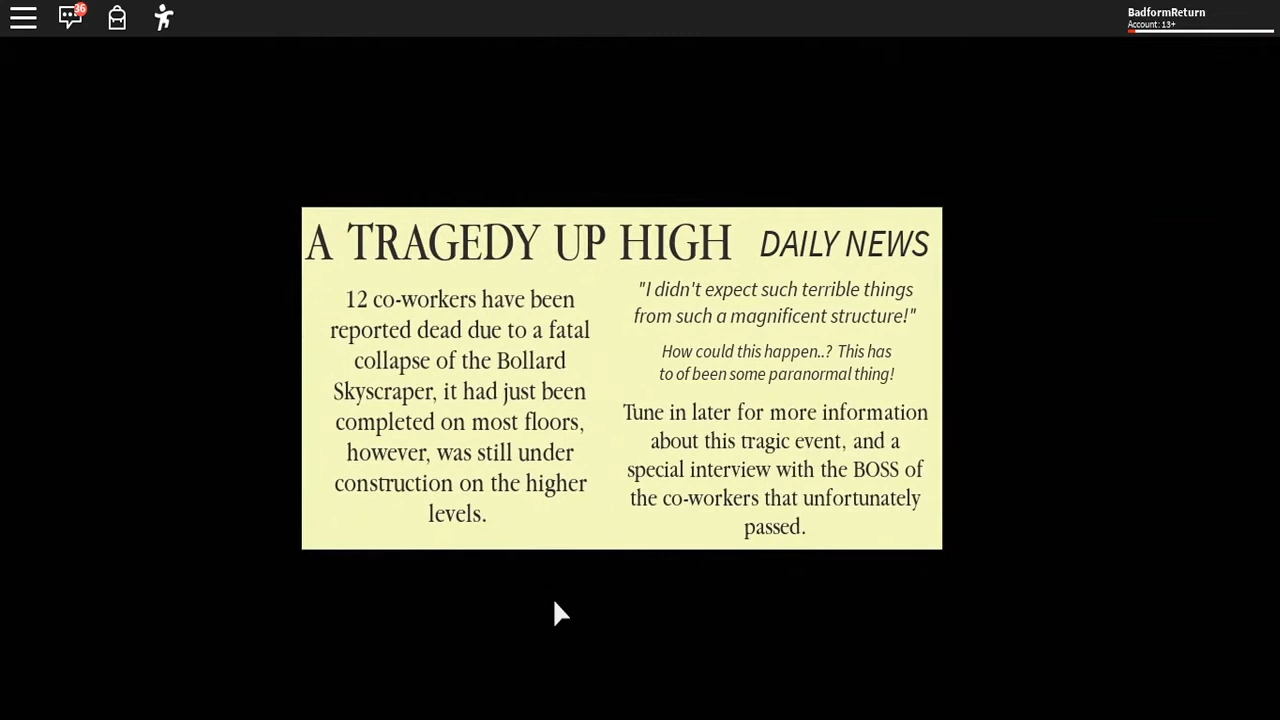 36
BadformReturn
Account: 13+
A TRAGEDY UP HIGH
DAILY NEWS
12 co-workers have been
reported dead due to a fatal
collapse of the Bollard
Skyscraper, it had just been
completed on most floors,
however, was still under
construction on the higher
levels.
"I didn't expect such terrible things
from such a magnificent structure!"
How could this happen..? This has
to of been some paranormal thing!
Tune in later for more information
about this tragic event, and a
special interview with the BOSS of
the co-workers that unfortunately
passed.